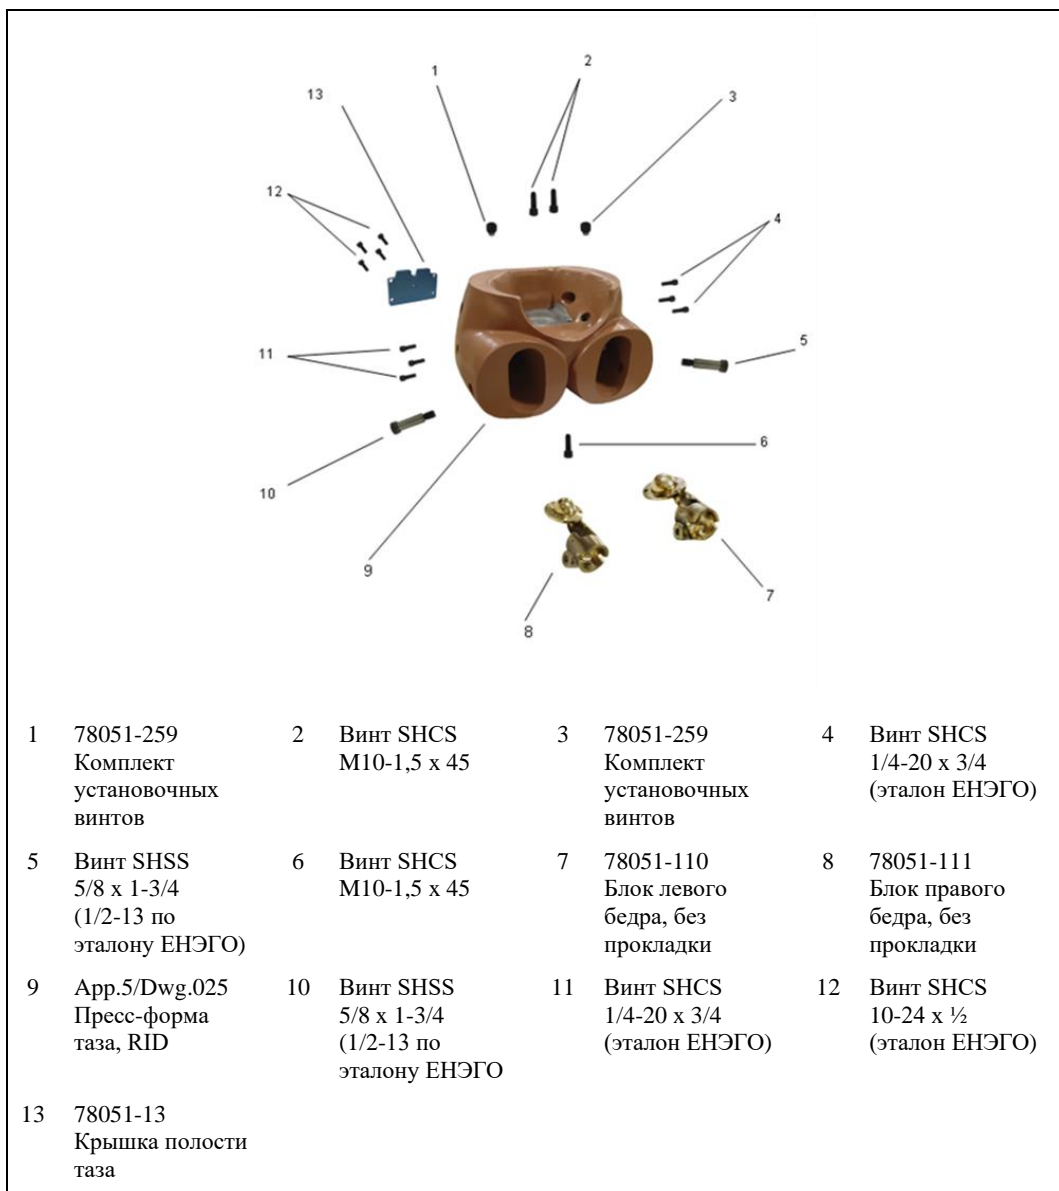 1
2
13
3
12
4
11
5
6
10
9
7
8
1 78051-259 2 Винт SHCS 3 78051-259 4 Винт SHCS
Комплект M10-1,5 x 45 Комплект 1/4-20 x 3/4
установочных установочных (эталон ЕНЭГО)
винтов винтов
5 Винт SHSS 6 Винт SHCS 7 78051-110 8 78051-111
5/8 x 1-3/4 M10-1,5 x 45 Блок левого Блок правого
(1/2-13 по бедра, без бедра, без
эталону ЕНЭГО) прокладки прокладки
9 App.5/Dwg.025 10 Винт SHSS 11 Винт SHCS 12 Винт SHCS
Пресс-форма 5/8 x 1-3/4 1/4-20 x 3/4 10-24 x ½
таза, RID (1/2-13 по (эталон ЕНЭГО) (эталон ЕНЭГО)
эталону ЕНЭГО
13 78051-13
Крышка полости
таза